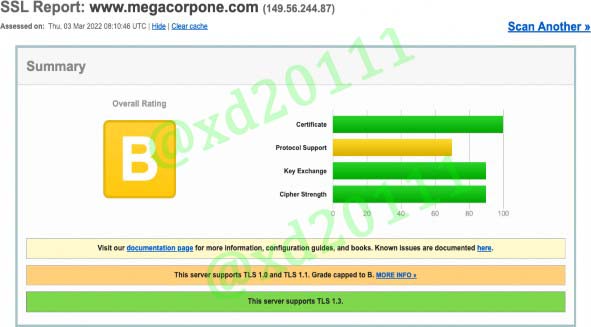 SSL Report: www.megacorpone.com (149.56.244.87)
Assessed on: Thu, 03 Mar 2022 08:10:46 UTC | Hide | Clear cache
Scan Another »
Summary
Overall Rating
B
Certificate
Protocol Support
Key Exchange
Cipher Strength
0 20 40 60 80 100
Visit our documentation page for more information, configuration guides, and books. Known issues are documented here.
This server supports TLS 1.0 and TLS 1.1. Grade capped to B. MORE INFO »
This server supports TLS 1.3.
@xd20111
@xd20111
@xd20111